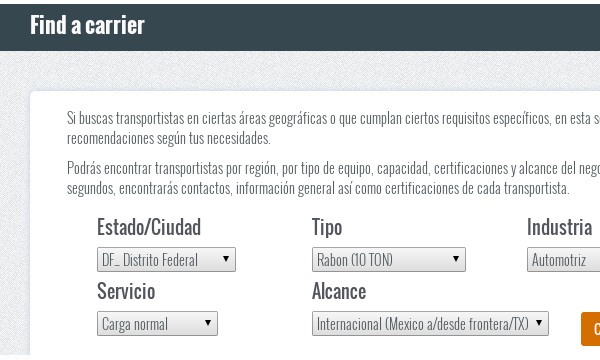 Find a carrier
Si buscas transportistas en ciertas áreas geográficas o que cumplan ciertos requisitos específicos, en esta
recomendaciones según tus necesidades.
Podrás encontrar transportistas por región, por tipo de equipo, capacidad, certificaciones y alcance del
segundos, encontrarás contactos, información general así como certificaciones de cada transportista.
Estado/Ciudad Tipo Industria
DF_ Distrito Federal Rabon (10 TON) Automotriz
Servicio Alcance
Carga normal Internacional (Mexico a/desde frontera/TX)